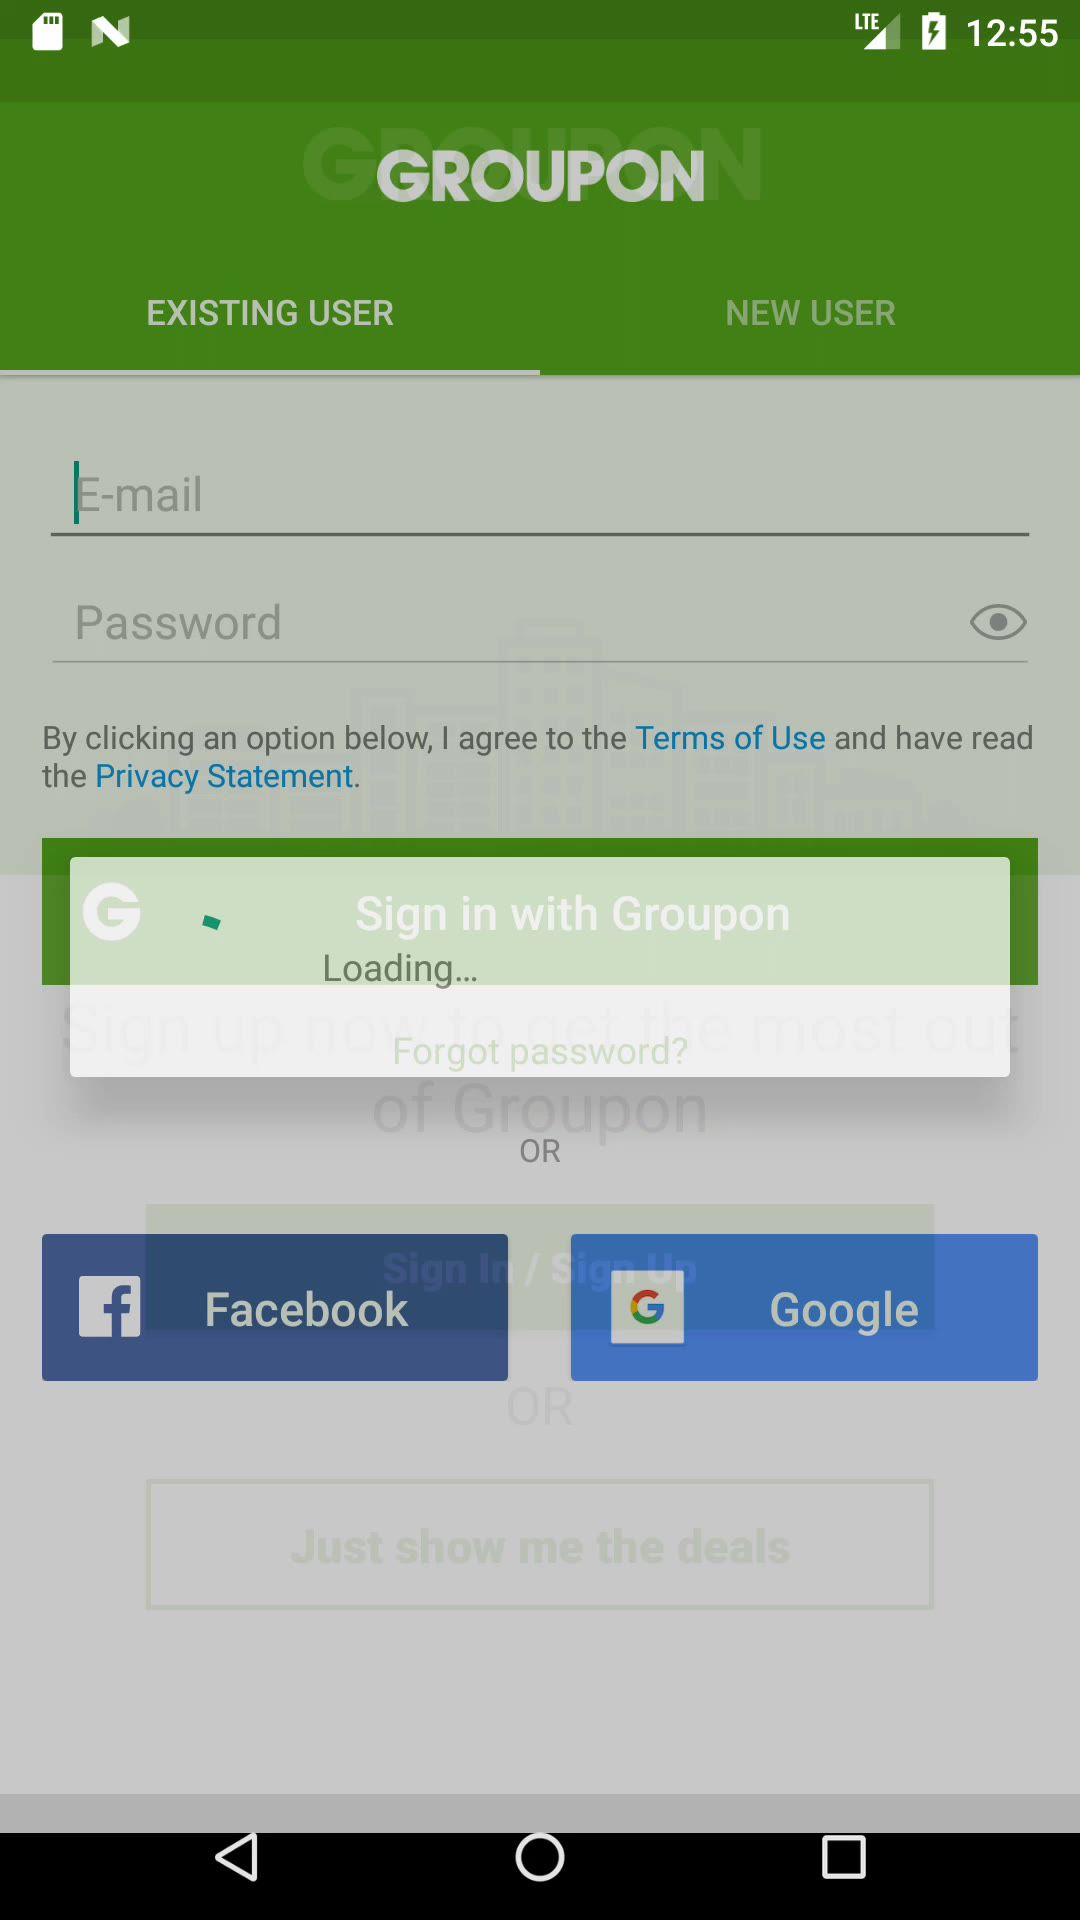 LTE 12:55
GROUPON
GROUPON
EXISTING USER NEW USER
E-mail
Password
By clicking an option below, I agree to the Terms of Use and have read
the Privacy Statement.
G Sign in with Groupon
Loading...
Sign up now to get the most out
Forgot password?
of Groupon
OR
Sign In / Sign Up
f Facebook G Google
OR
Just show me the deals